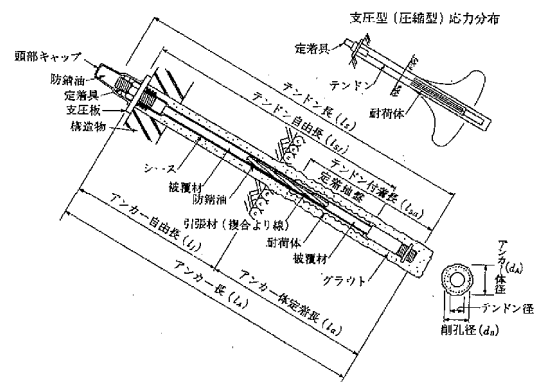 支圧型（圧縮型）応力分布
定着具
テンドン
耐荷体
頭部キャップ
防錆油
定着具
支圧板
構造物
テンドン長(ls)
テンドン自由長(lsf)
テンドン付着長(lsa)
定着地盤
シース
被覆材
防錆油
引張材（複合より線）
耐荷体
被覆材
グラウト
アンカー自由長(lf)
アンカー体定着長(la)
アンカー長(lA)
アンカー体径(dA)
テンドン径
削孔径(dB)